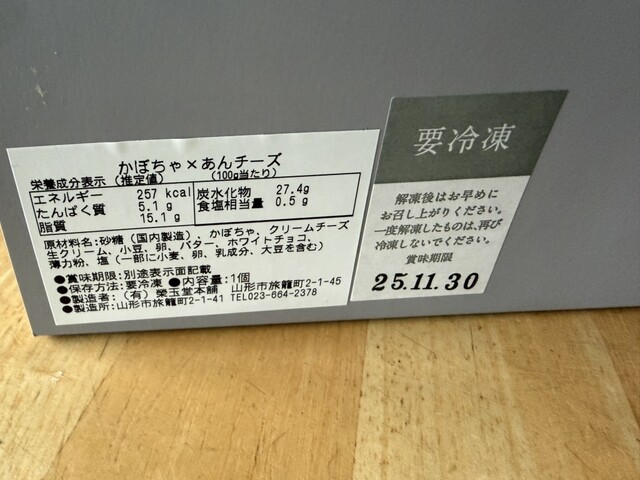 かぼちゃ×あんチーズ
栄養成分表示 (推定値) (100g当たり)
エネルギー 257 kcal 炭水化物 27.4g
たんぱく質 5.1 g 食塩相当量 0.5 g
脂質 15.1 g
原材料名:砂糖(国内製造)、かぼちゃ、クリームチーズ
生クリーム、小豆、卵、バター、ホワイトチョコ、
薄力粉、塩(一部に小麦、卵、乳成分、大豆を含む)
●賞味期限:別途表示面記載
●保存方法:要冷凍 ●内容量:1個
●製造者:(有)榮玉堂本舗 山形市旅籠町2-1-45
●製造所:山形市旅籠町2-1-41 TEL023-664-2378
要冷凍
解凍後はお早めに
お召し上がりください。
一度解凍したものは、再び
冷凍しないでください。
賞味期限
25.11.30